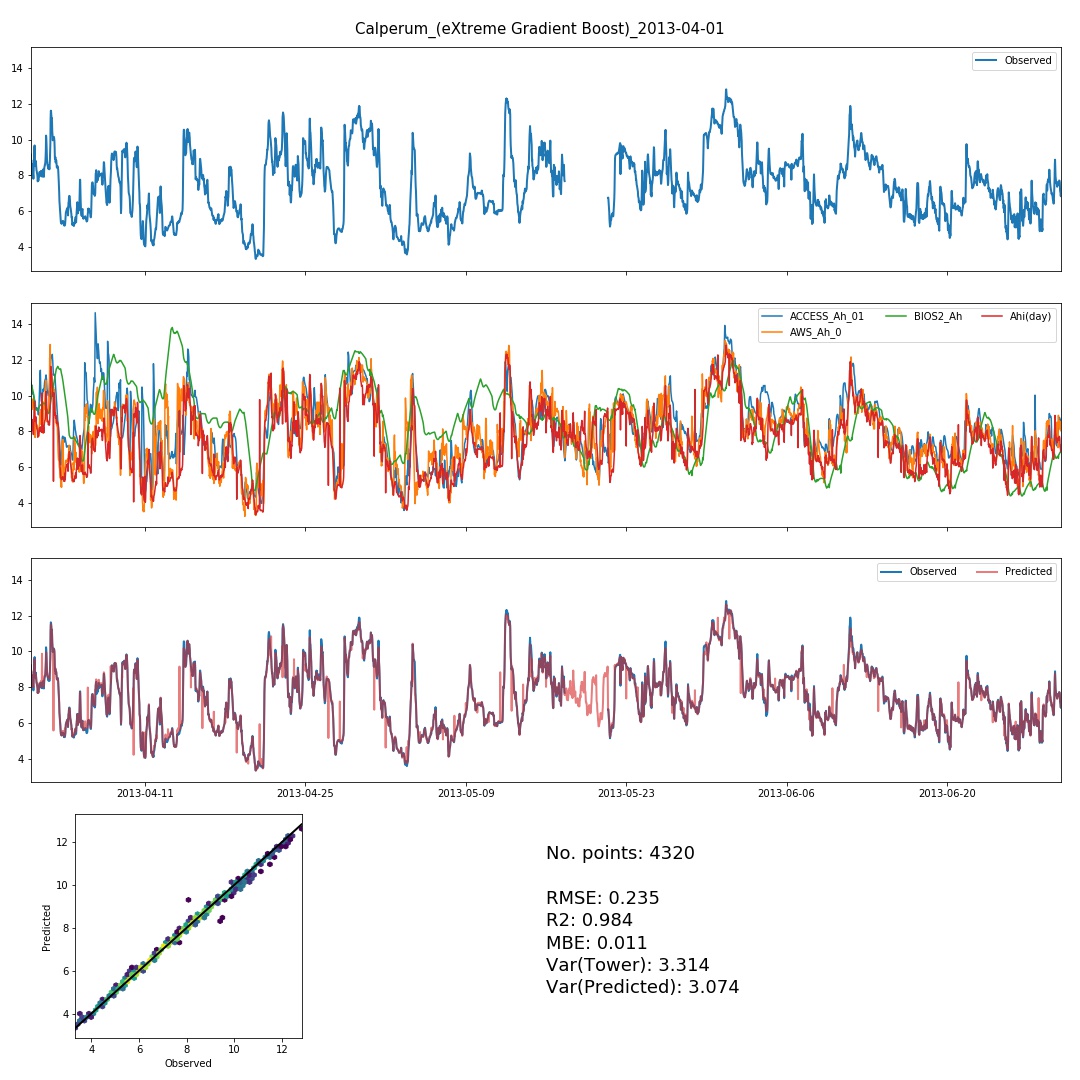 Calperum_(eXtreme Gradient Boost)_2013-04-01
Observed
14
12
10
8
6
4
ACCESS_Ah_01 BIOS2_Ah Ahi(day)
AWS_Ah_0
14
12
10
8
6
4
Observed Predicted
14
12
10
8
6
4
2013-04-11 2013-04-25 2013-05-09 2013-05-23 2013-06-06 2013-06-20
12
10
8
6
4
Predicted
4 6 8 10 12
Observed
No. points: 4320
RMSE: 0.235
R2: 0.984
MBE: 0.011
Var(Tower): 3.314
Var(Predicted): 3.074